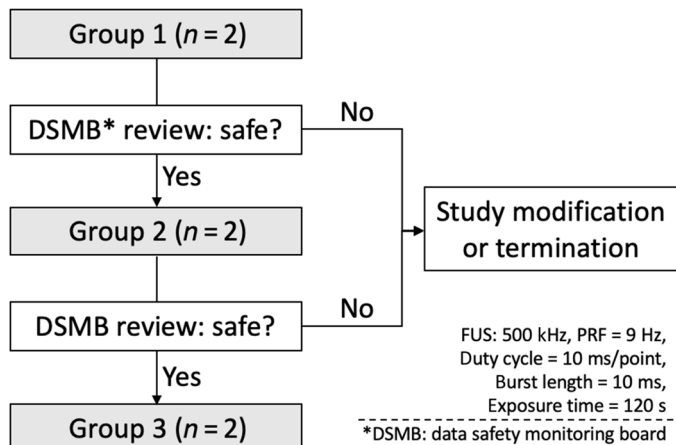 Group 1 (n = 2)
DSMB* review: safe?
No
Yes
Group 2 (n = 2)
Study modification
or termination
DSMB review: safe?
No
Yes
Group 3 (n = 2)
FUS: 500 kHz, PRF = 9 Hz,
Duty cycle = 10 ms/point,
Burst length = 10 ms,
Exposure time = 120 s
*DSMB: data safety monitoring board